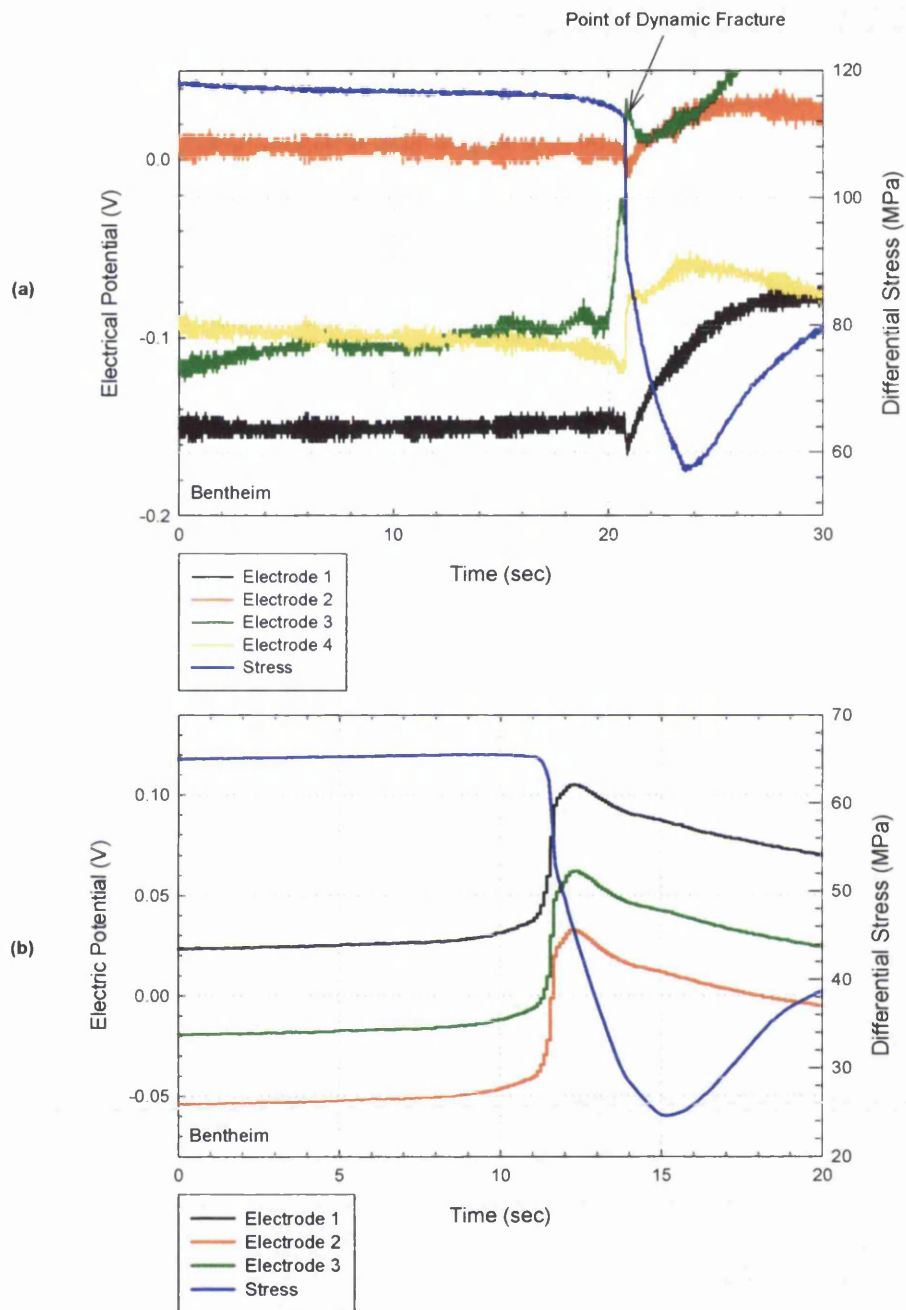 Point of Dynamic Fracture
(a)
Electrical Potential (V)
0.0
-0.1
-0.2
120
100
80
60
Differential Stress (MPa)
Bentheim
0
10
20
30
Time (sec)
Electrode 1
Electrode 2
Electrode 3
Electrode 4
Stress
(b)
Electric Potential (V)
0.10
0.05
0.00
-0.05
70
60
50
40
30
20
Differential Stress (MPa)
Bentheim
0
5
10
15
20
Time (sec)
Electrode 1
Electrode 2
Electrode 3
Stress